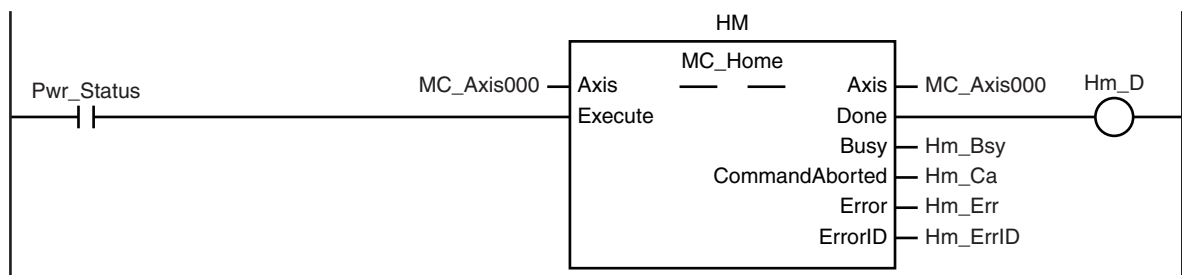 HM
MC_Home
Pwr_Status
MC_Axis000 Axis Axis MC_Axis000 Hm_D
Execute Done
Busy Hm_Bsy
CommandAborted Hm_Ca
Error Hm_Err
ErrorID Hm_ErrID